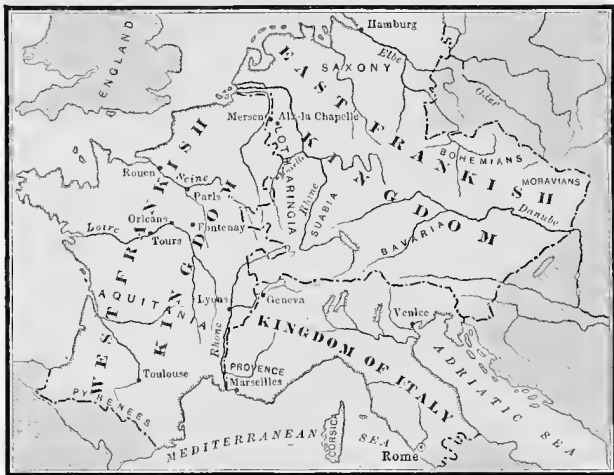 Hamburg
ENGLAND
Elbe
SAXONY
Oder
EAST FRANKISH KINGDOM
Mersen
Aix-la Chapelle
LOTHARINGIA
BOHEMIANS
MORAVIANS
Rouen
Seine
Paris
Moselle
Rhine
SUABIA
Danube
WEST FRANKISH KINGDOM
Orleans
Fontenay
BAVARIA
Loire
Tours
AQUITANIA
Lyons
Geneva
Venice
Rhone
KINGDOM OF ITALY
PROVENCE
Toulouse
Marseilles
ADRIATIC SEA
PYRENEES
CORSICA
MEDITERRANEAN SEA
Rome